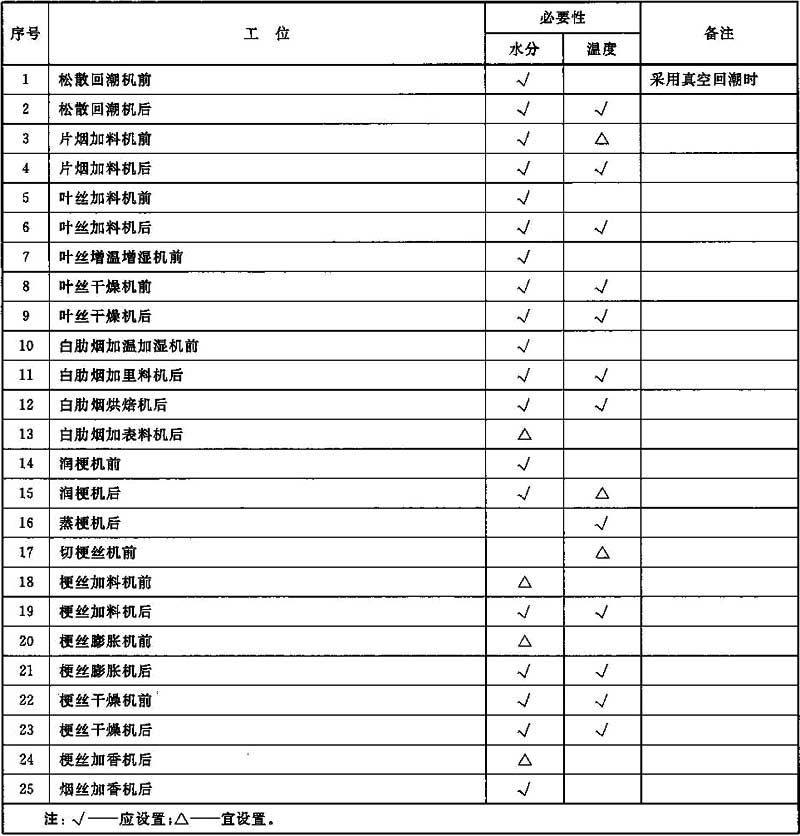 序号 工 位 必要性 备注
水分 温度
1 松散回潮机前 √ 采用真空回潮时
2 松散回潮机后 √ √
3 片烟加料机前 √ △
4 片烟加料机后 √ √
5 叶丝加料机前 √
6 叶丝加料机后 √ √
7 叶丝增温增湿机前 √
8 叶丝干燥机前 √ √
9 叶丝干燥机后 √ √
10 白肋烟加温加湿机前 √
11 白肋烟加里料机后 √ √
12 白肋烟烘焙机后 √ √
13 白肋烟加表料机后 △
14 润梗机前 √
15 润梗机后 √ △
16 蒸梗机后 √
17 切梗丝机前 △
18 梗丝加料机前 △
19 梗丝加料机后 √ √
20 梗丝膨胀机前 △
21 梗丝膨胀机后 √ √
22 梗丝干燥机前 √ √
23 梗丝干燥机后 √ √
24 梗丝加香机后 △
25 烟丝加香机后 √
注：√——应设置；△——宜设置。